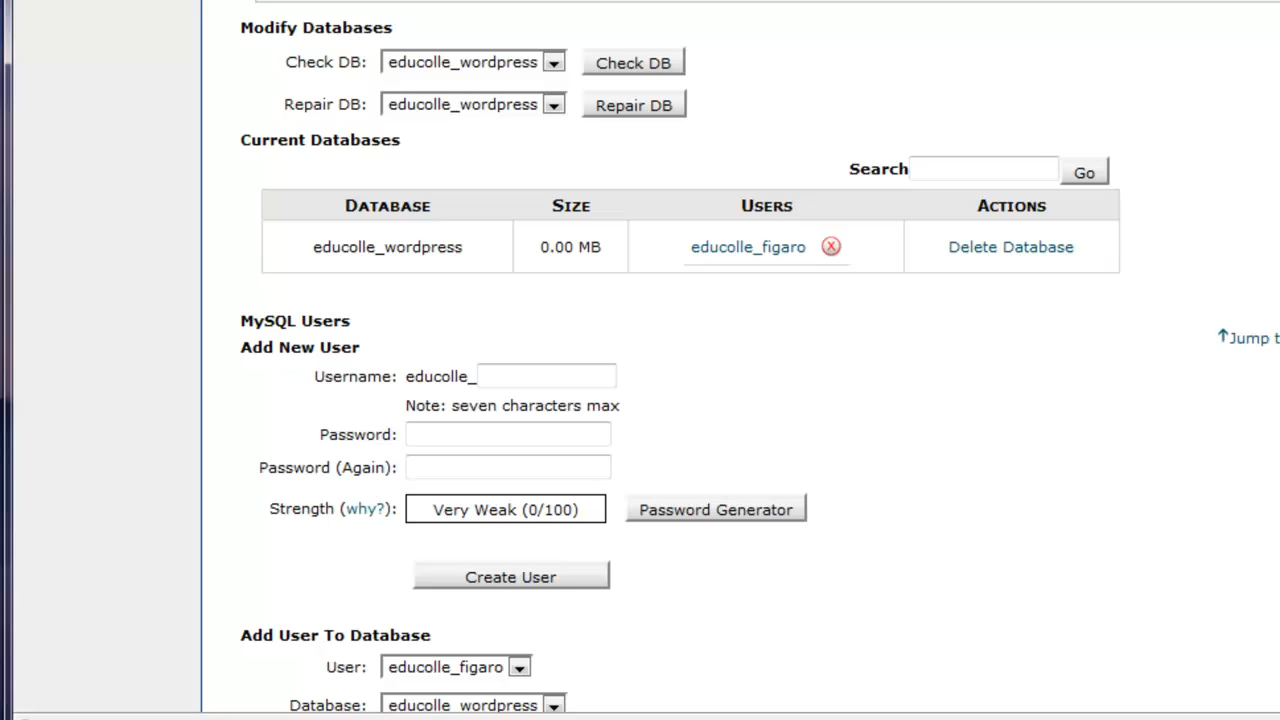 Modify Databases
Check DB: educolle_wordpress Check DB
Repair DB: educolle_wordpress Repair DB
Current Databases
Search Go
DATABASE SIZE USERS ACTIONS
educolle_wordpress 0.00 MB educolle_figaro X Delete Database
MySQL Users
Jump t
Add New User
Username: educolle_
Note: seven characters max
Password:
Password (Again):
Strength (why?): Very Weak (0/100) Password Generator
Create User
Add User To Database
User: educolle_figaro
Database: educolle_wordpress